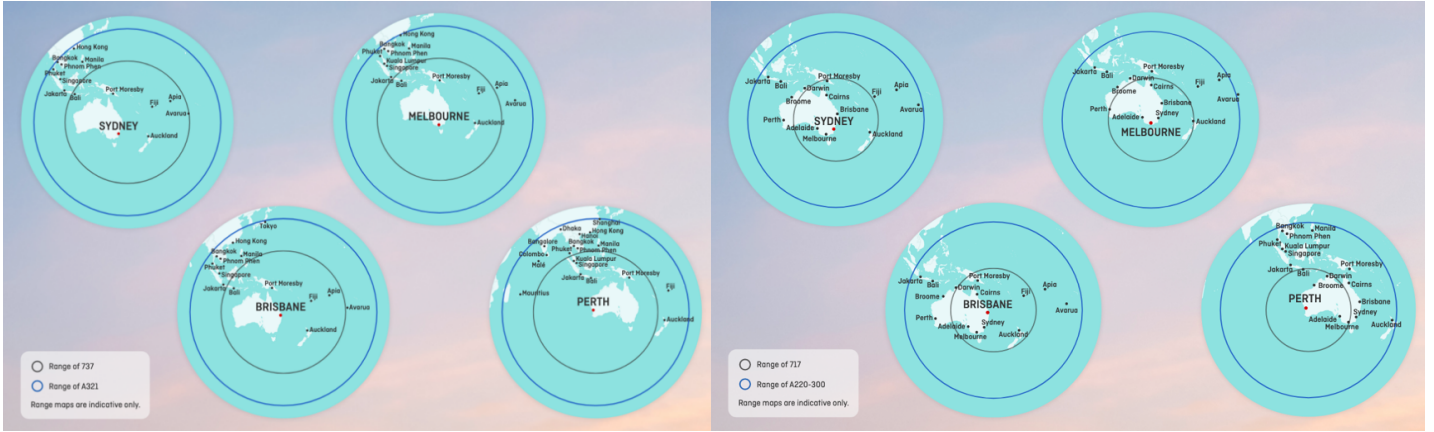 Hong Kong
Bangkok
Manila
Phnom Phen
Phuket
Singapore
Jakarta
Bali
Port Moresby
Apia
Fiji
Avarua
SYDNEY
Auckland
Hong Kong
Bangkok
Manila
Phuket
Phnom Phen
Kuala Lumpur
Singapore
Jakarta
Bali
Port Moresby
Apia
Fiji
Avarua
MELBOURNE
Auckland
Tokyo
Hong Kong
Bangkok
Manila
Phnom Phen
Phuket
Singapore
Jakarta
Bali
Port Moresby
Apia
Fiji
BRISBANE
Avarua
Auckland
Shanghai
Dhaka
Hong Kong
Hanoi
Bangalore
Bangkok
Manila
Phuket
Phnom Phen
Colombo
Kuala Lumpur
Male
Singapore
Jakarta
Bali
Port Moresby
Mauritius
Fiji
PERTH
Auckland
Range of 737
Range of A321
Range maps are indicative only.
Jakarta
Bali
Port Moresby
Darwin
Apia
Broome
Cairns
Fiji
Avarua
Brisbane
Perth
SYDNEY
Adelaide
Melbourne
Auckland
Jakarta
Bali
Port Moresby
Darwin
Apia
Broome
Cairns
Fiji
Avarua
Perth
Brisbane
Adelaide
Sydney
Auckland
MELBOURNE
Jakarta
Bali
Port Moresby
Darwin
Apia
Broome
Cairns
Fiji
BRISBANE
Avarua
Perth
Adelaide
Sydney
Melbourne
Auckland
Bangkok
Manila
Phnom Phen
Phuket
Kuala Lumpur
Singapore
Port Moresby
Jakarta
Bali
Darwin
Broome
Cairns
PERTH
Brisbane
Adelaide
Sydney
Melbourne
Auckland
Range of 717
Range of A220-300
Range maps are indicative only.